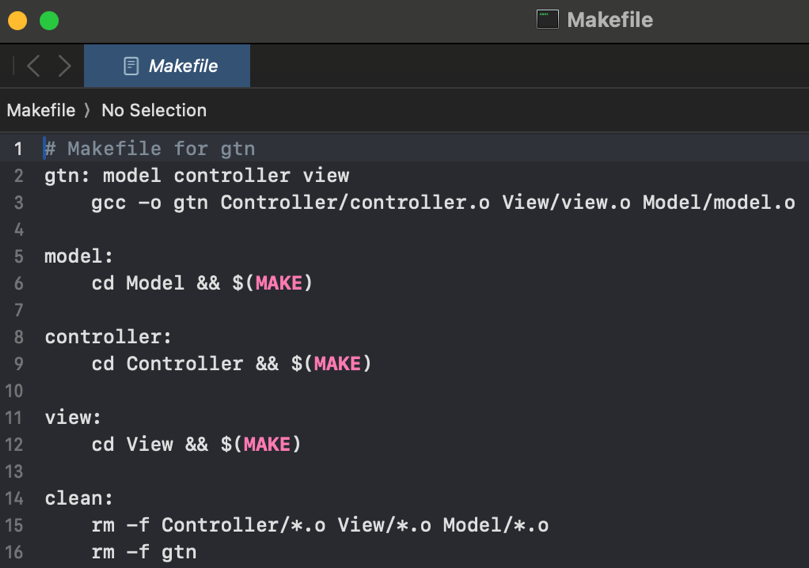 Makefile
Makefile
Makefile 〉 No Selection
1 # Makefile for gtn
2 gtn: model controller view
3 gcc -o gtn Controller/controller.o View/view.o Model/model.o
4
5 model:
6 cd Model && $(MAKE)
7
8 controller:
9 cd Controller && $(MAKE)
10
11 view:
12 cd View && $(MAKE)
13
14 clean:
15 rm -f Controller/*.o View/*.o Model/*.o
16 rm -f gtn